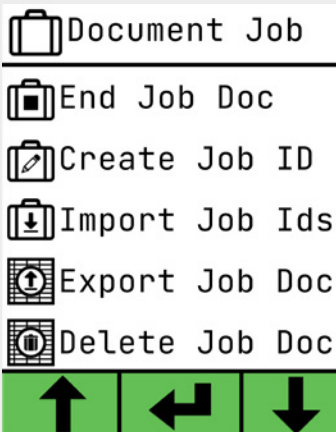 Document Job
End Job Doc
Create Job ID
Import Job Ids
Export Job Doc
Delete Job Doc